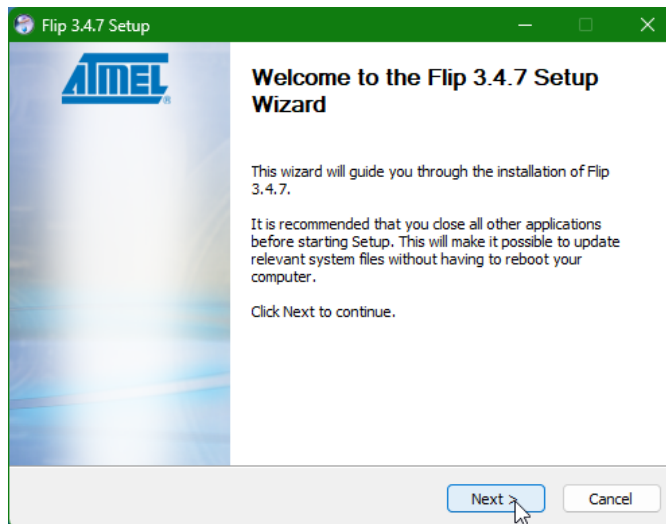 Flip 3.4.7 Setup
ATMEL
®
Welcome to the Flip 3.4.7 Setup
Wizard
This wizard will guide you through the installation of Flip
3.4.7.
It is recommended that you close all other applications
before starting Setup. This will make it possible to update
relevant system files without having to reboot your
computer.
Click Next to continue.
Next >
Cancel